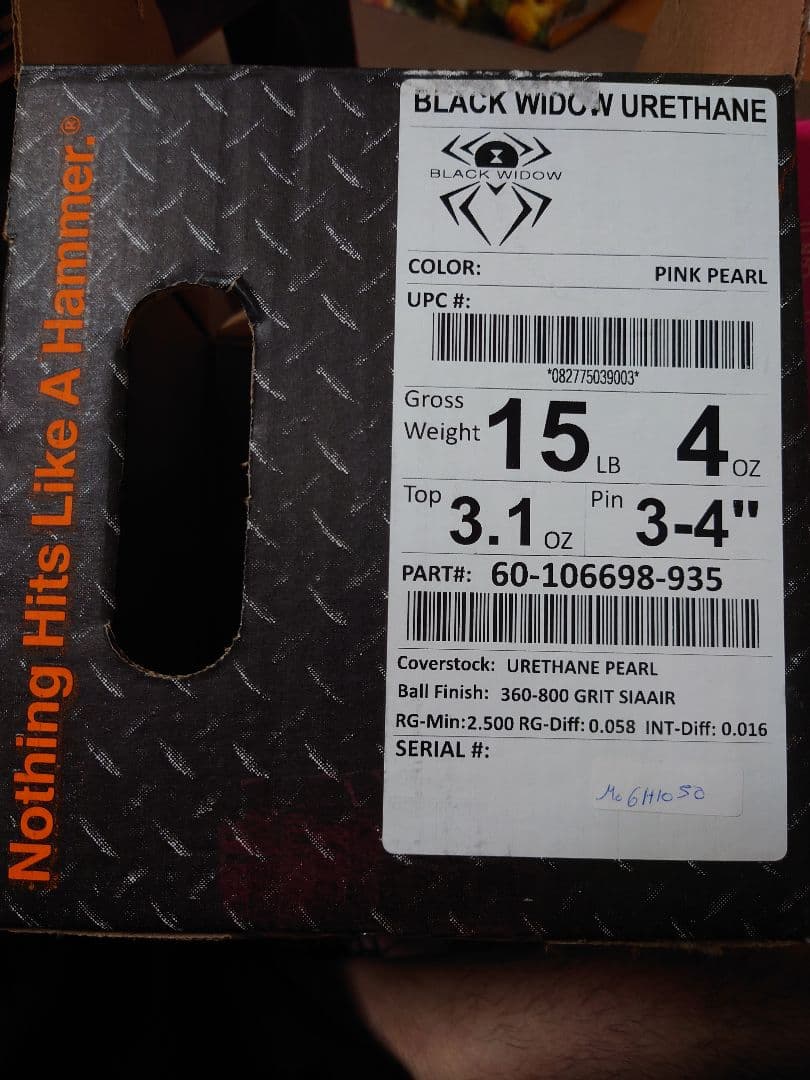 Nothing Hits Like A Hammer.®
BLACK WIDOW URETHANE
BLACK WIDOW
COLOR: PINK PEARL
UPC #:
*082775039003*
Gross Weight 15 LB 4 OZ
Top 3.1 OZ Pin 3-4"
PART#: 60-106698-935
Coverstock: URETHANE PEARL
Ball Finish: 360-800 GRIT SIAAIR
RG-Min:2.500 RG-Diff: 0.058 INT-Diff: 0.016
SERIAL #: